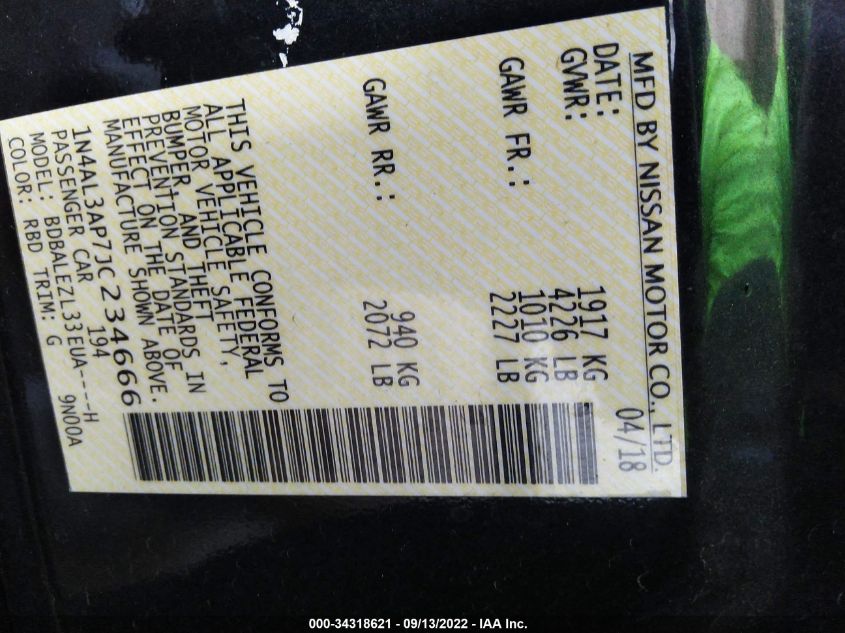 MFD BY NISSAN MOTOR CO., LTD.
DATE: 04/18
GVWR: 1917 KG
4226 LB
GAWR FR.: 1010 KG
2227 LB
GAWR RR.: 940 KG
2072 LB
THIS VEHICLE CONFORMS TO
ALL APPLICABLE FEDERAL
MOTOR VEHICLE SAFETY,
BUMPER, AND THEFT
PREVENTION STANDARDS IN
EFFECT ON THE DATE OF
MANUFACTURE SHOWN ABOVE.
1N4AL3AP7JC234666
PASSENGER CAR 194
MODEL: BDBALEZL33EUA----H
COLOR: RBD TRIM: G 9N00A
000-34318621 - 09/13/2022 - IAA Inc.